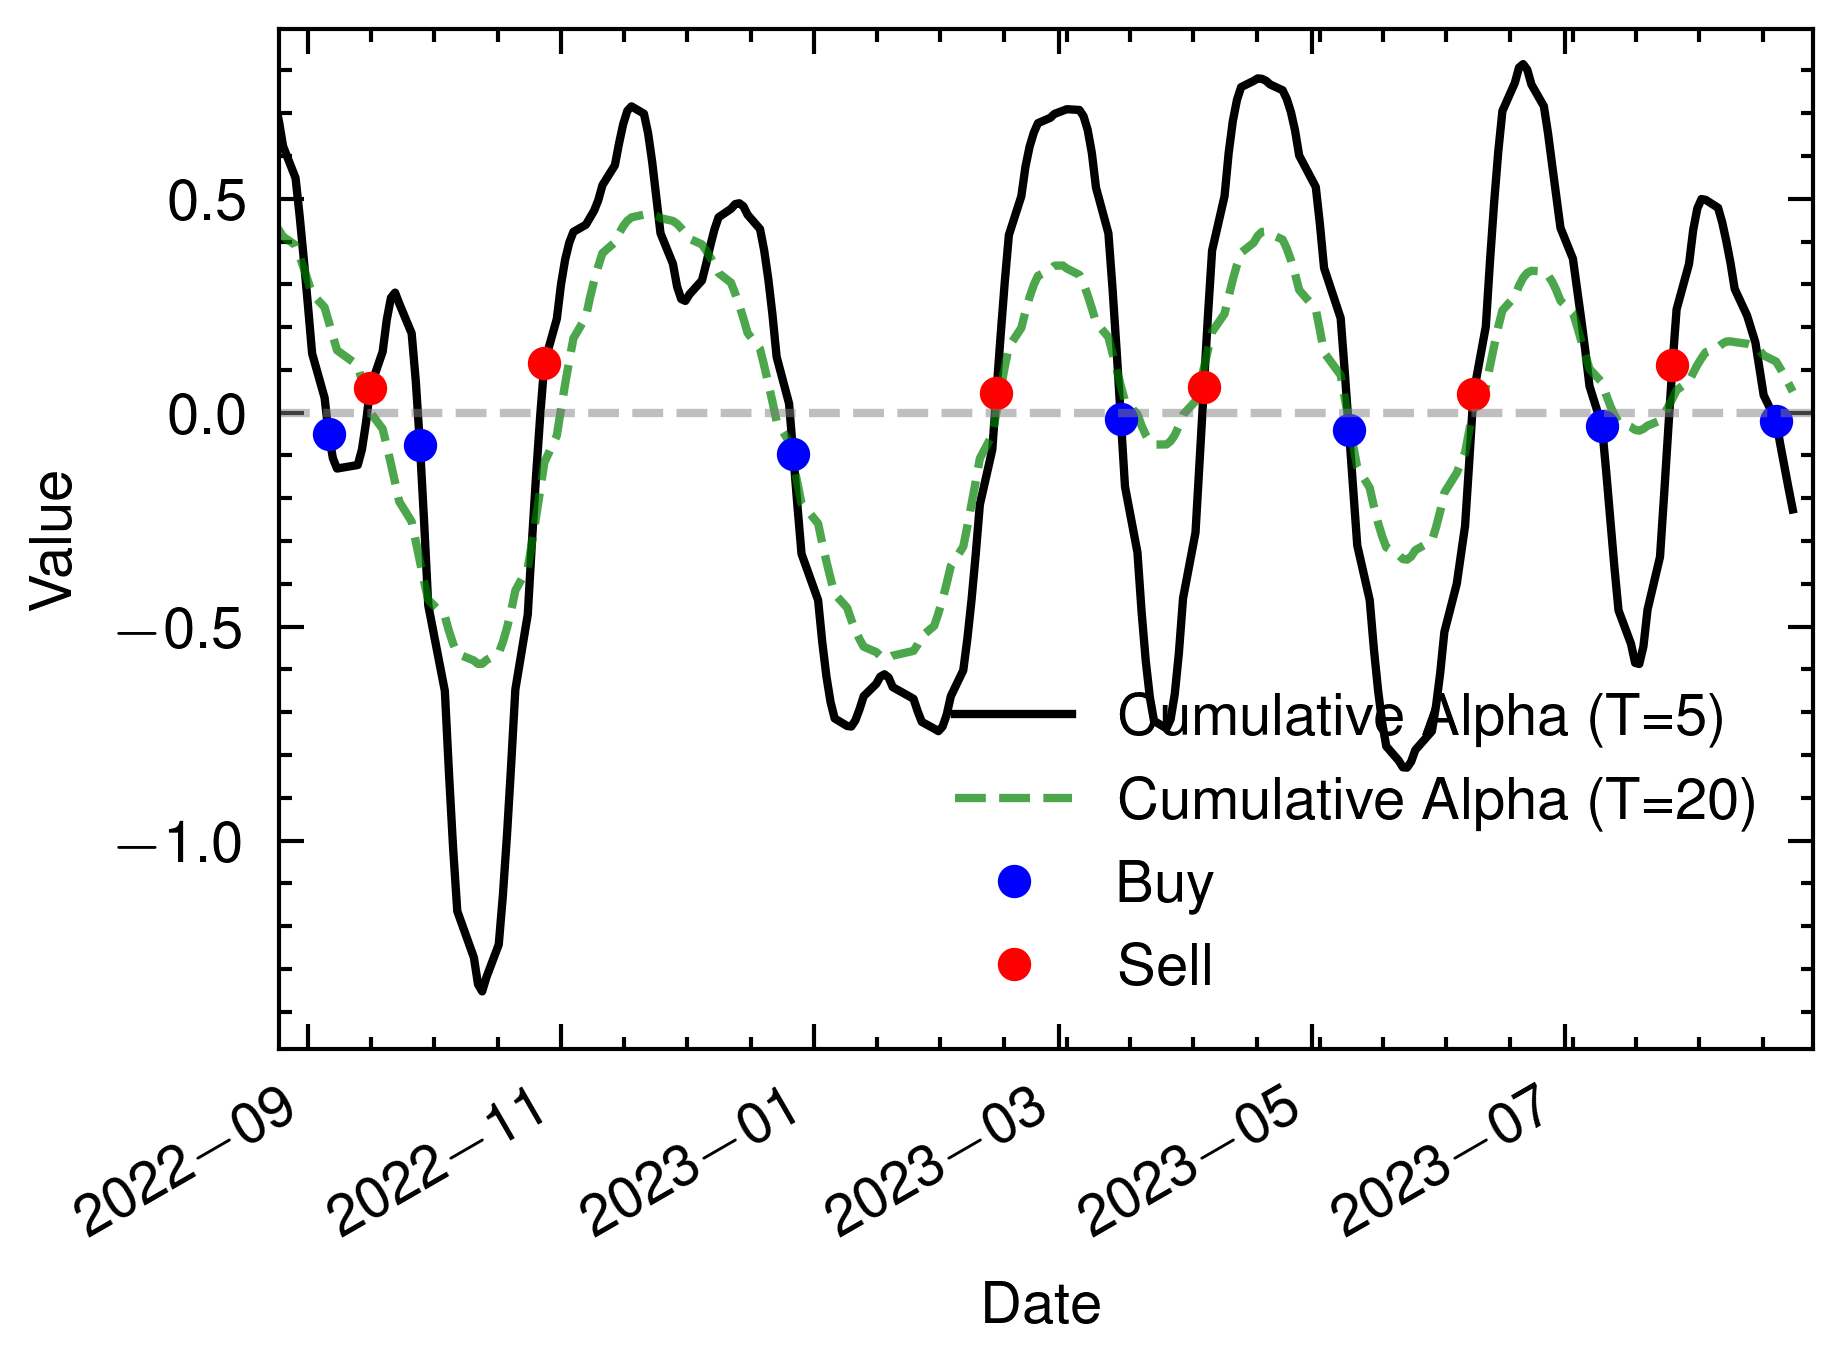 0.5
0.0
−0.5
−1.0
Value
2022−09
2022−11
2023−01
2023−03
2023−05
2023−07
Date
Cumulative Alpha (T=5)
Cumulative Alpha (T=20)
Buy
Sell